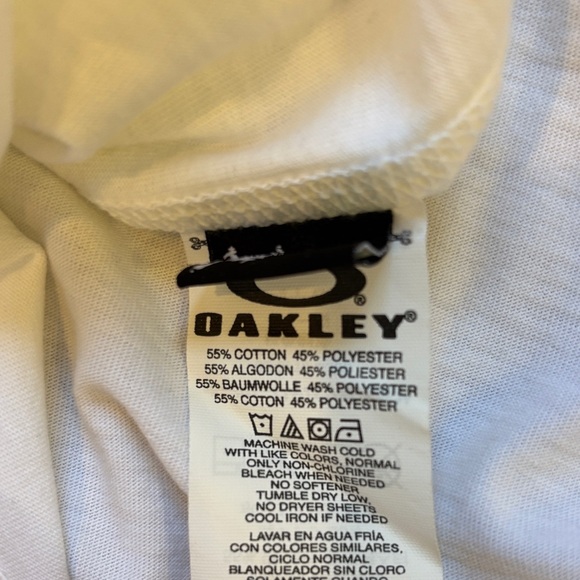 OAKLEY®
55% COTTON 45% POLYESTER
55% ALGODON 45% POLIESTER
55% BAUMWOLLE 45% POLYESTER
55% COTON 45% POLYESTER
MACHINE WASH COLD
WITH LIKE COLORS, NORMAL
ONLY NON-CHLORINE
BLEACH WHEN NEEDED
NO SOFTENER
TUMBLE DRY LOW,
NO DRYER SHEETS
COOL IRON IF NEEDED
LAVAR EN AGUA FRÍA
CON COLORES SIMILARES,
CICLO NORMAL
BLANQUEADOR SIN CLORO
SOLAMENTE CUANDO